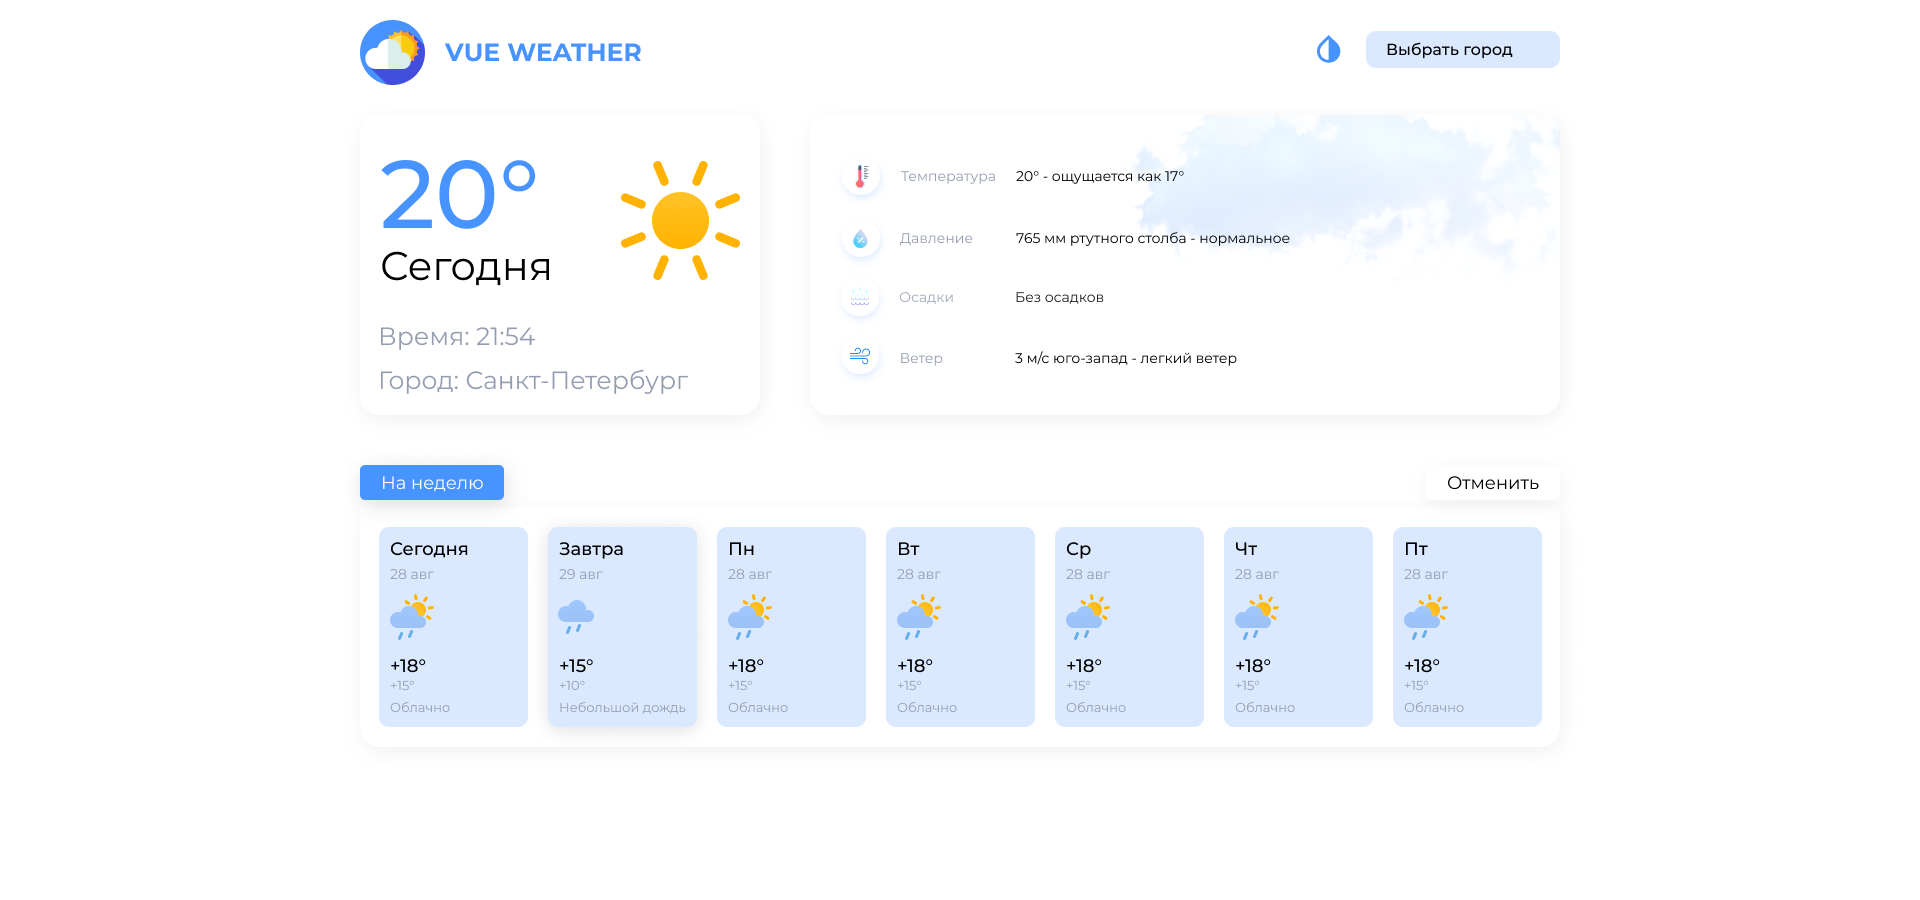 VUE WEATHER
Выбрать город
20°
Сегодня
Время: 21:54
Город: Санкт-Петербург
Температура 20° - ощущается как 17°
Давление 765 мм ртутного столба - нормальное
Осадки Без осадков
Ветер 3 м/с юго-запад - легкий ветер
На неделю
Отменить
Сегодня
28 авг
+18°
+15°
Облачно
Завтра
29 авг
+15°
+10°
Небольшой дождь
Пн
28 авг
+18°
+15°
Облачно
Вт
28 авг
+18°
+15°
Облачно
Ср
28 авг
+18°
+15°
Облачно
Чт
28 авг
+18°
+15°
Облачно
Пт
28 авг
+18°
+15°
Облачно